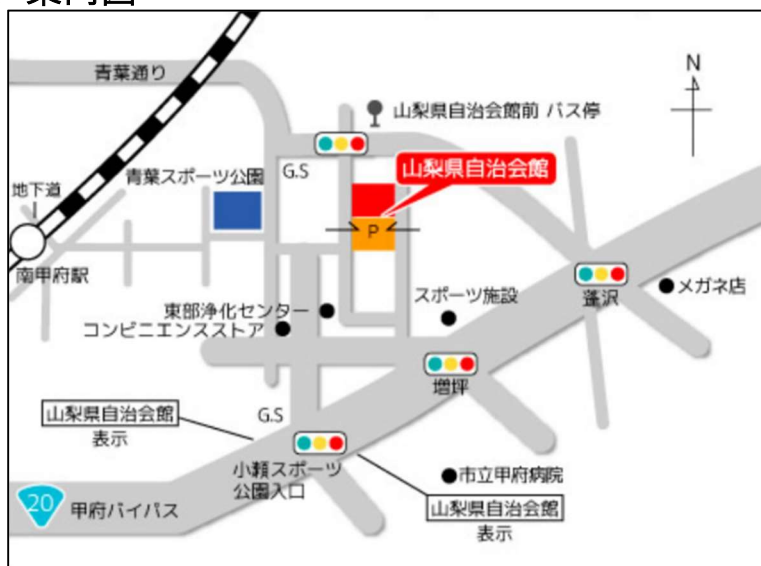 案内図
青葉通り
N
山梨県自治会館前 バス停
G.S
山梨県自治会館
青葉スポーツ公園
地下道
P
南甲府駅
蓬沢
メガネ店
スポーツ施設
東部浄化センター
コンビニエンスストア
増坪
山梨県自治会館
表示
G.S
小瀬スポーツ
公園入口
市立甲府病院
山梨県自治会館
表示
20
甲府バイパス